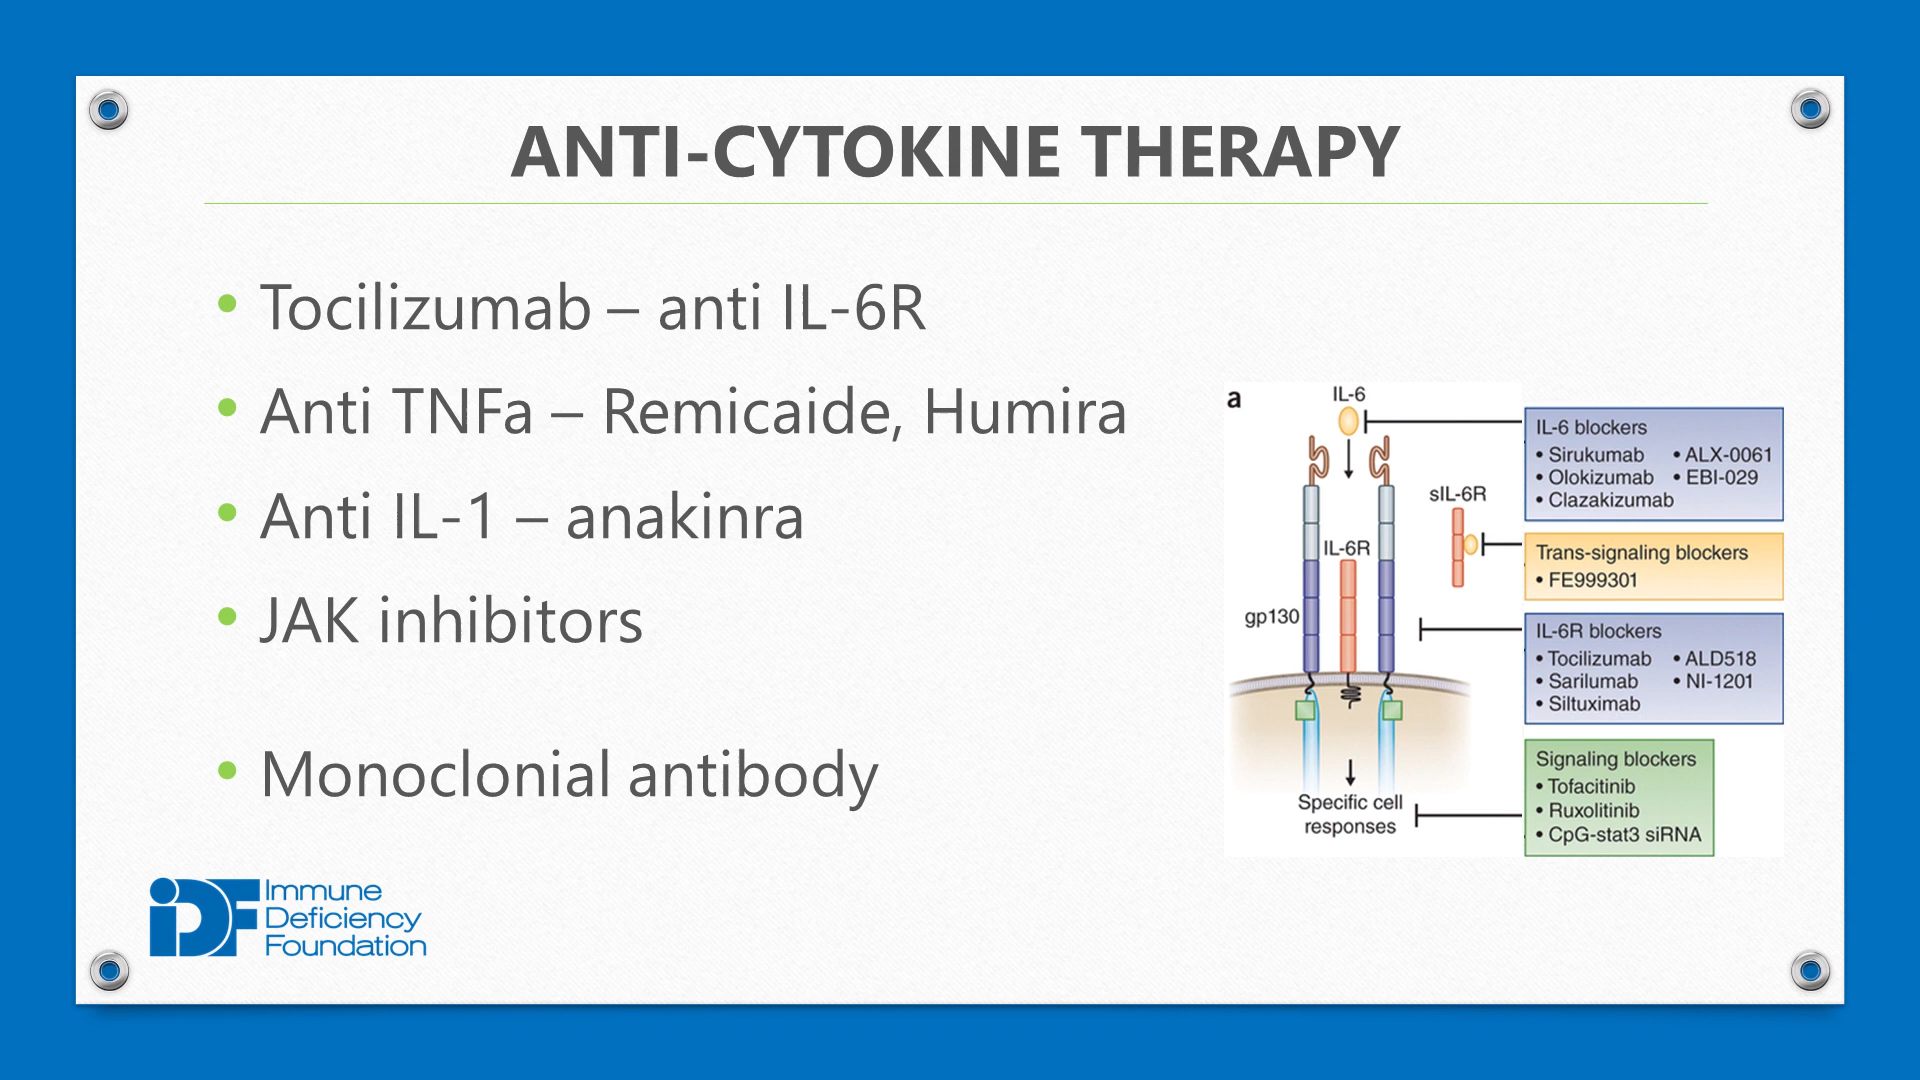 ANTI-CYTOKINE THERAPY
• Tocilizumab – anti IL-6R
• Anti TNFa – Remicaide, Humira
• Anti IL-1 – anakinra
• JAK inhibitors
• Monoclonial antibody
a
IL-6
sIL-6R
IL-6R
gp130
Specific cell
responses
IL-6 blockers
• Sirukumab • ALX-0061
• Olokizumab • EBI-029
• Clazakizumab
Trans-signaling blockers
• FE999301
IL-6R blockers
• Tocilizumab • ALD518
• Sarilumab • NI-1201
• Siltuximab
Signaling blockers
• Tofacitinib
• Ruxolitinib
• CpG-stat3 siRNA
iDF Immune
Deficiency
Foundation